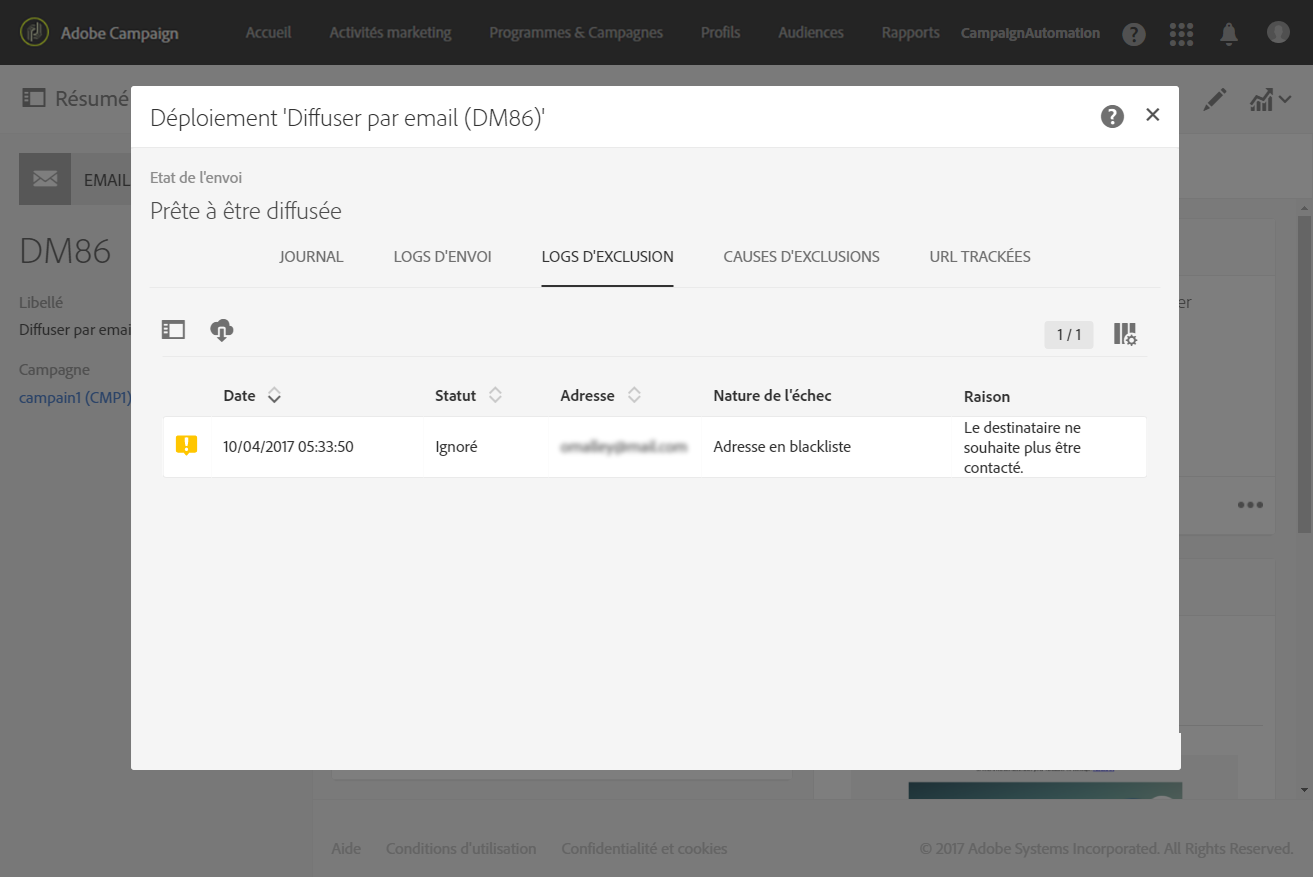 Adobe Campaign
Accueil
Activités marketing
Programmes & Campagnes
Profils
Audiences
Rapports
CampaignAutomation
Résumé
Déploiement 'Diffuser par email (DM86)'
EMAIL
Etat de l'envoi
Prête à être diffusée
DM86
JOURNAL
LOGS D'ENVOI
LOGS D'EXCLUSION
CAUSES D'EXCLUSIONS
URL TRACKÉES
Libellé
Diffuser par emai
er
1 / 1
Campagne
campain1 (CMP1)
Date
Statut
Adresse
Nature de l'échec
Raison
10/04/2017 05:33:50
Ignoré
Adresse en blackliste
Le destinataire ne
souhaite plus être
contacté.
Aide
Conditions d'utilisation
Confidentialité et cookies
© 2017 Adobe Systems Incorporated. All Rights Reserved.